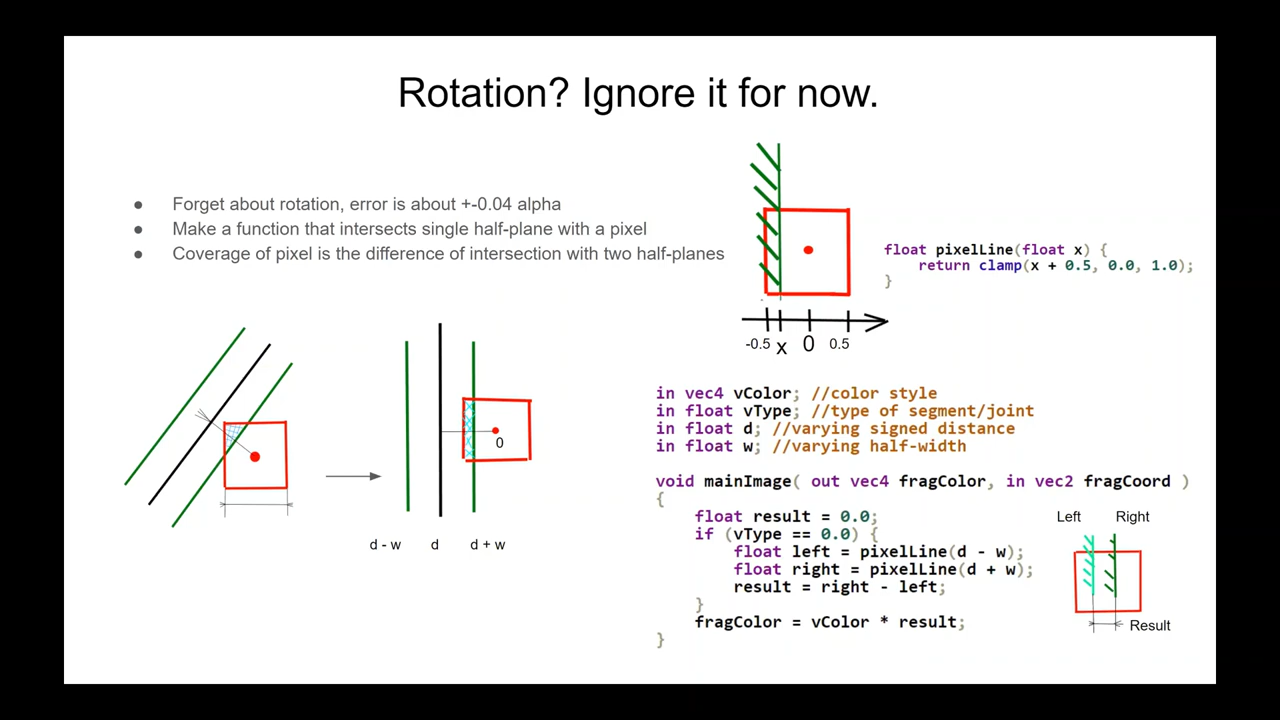 Rotation? Ignore it for now.
● Forget about rotation, error is about +-0.04 alpha
● Make a function that intersects single half-plane with a pixel
● Coverage of pixel is the difference of intersection with two half-planes
float pixelLine(float x) {
    return clamp(x + 0.5, 0.0, 1.0);
}
-0.5 x 0 0.5
0
d - w d d + w
in vec4 vColor; //color style
in float vType; //type of segment/joint
in float d; //varying signed distance
in float w; //varying half-width
void mainImage( out vec4 fragColor, in vec2 fragCoord )
{
    float result = 0.0;
    if (vType == 0.0) {
        float left = pixelLine(d - w);
        float right = pixelLine(d + w);
        result = right - left;
    }
    fragColor = vColor * result;
}
Left Right
Result